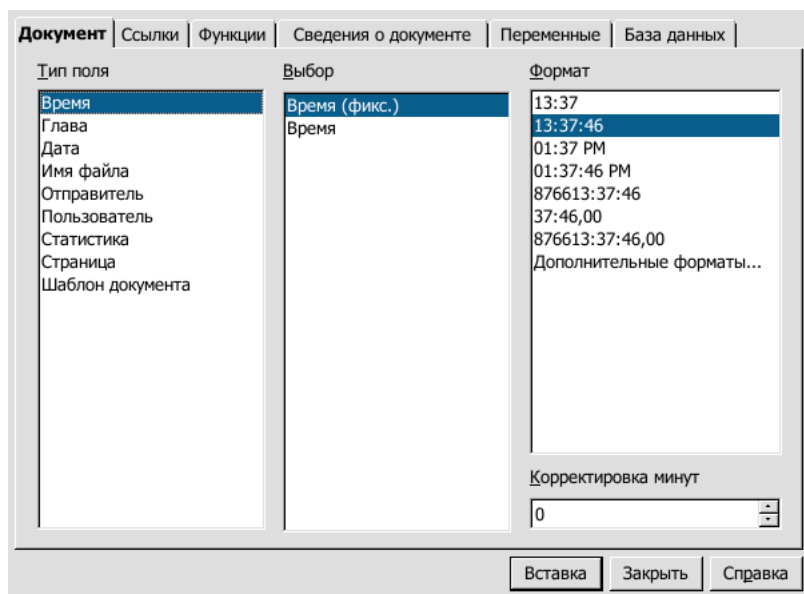 Документ Ссылки Функции Сведения о документе Переменные База данных
Тип поля
Время
Глава
Дата
Имя файла
Отправитель
Пользователь
Статистика
Страница
Шаблон документа
Выбор
Время (фикс.)
Время
Формат
13:37
13:37:46
01:37 PM
01:37:46 PM
876613:37:46
37:46,00
876613:37:46,00
Дополнительные форматы...
Корректировка минут
0
Вставка Закрыть Справка